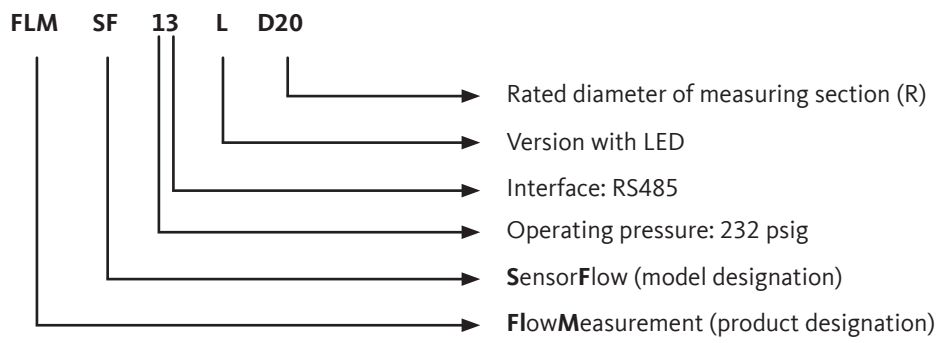 FLM SF 13 L D20
Rated diameter of measuring section (R)
Version with LED
Interface: RS485
Operating pressure: 232 psig
SensorFlow (model designation)
FlowMeasurement (product designation)